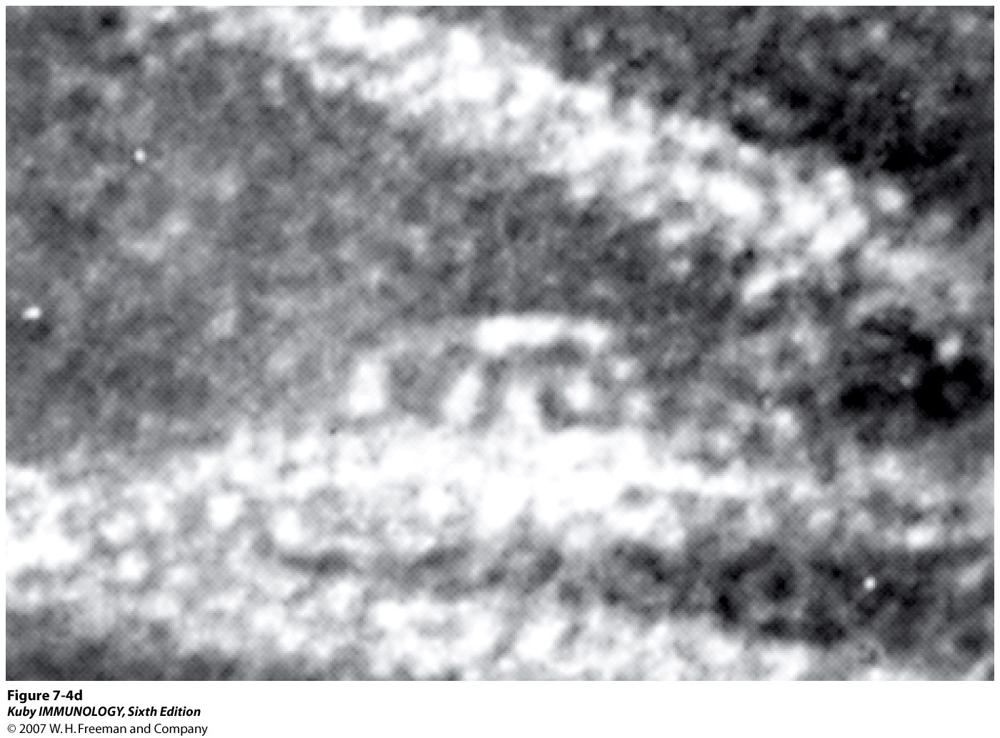 Figure 7-4d
Kuby IMMUNOLOGY, Sixth Edition
© 2007 W. H. Freeman and Company